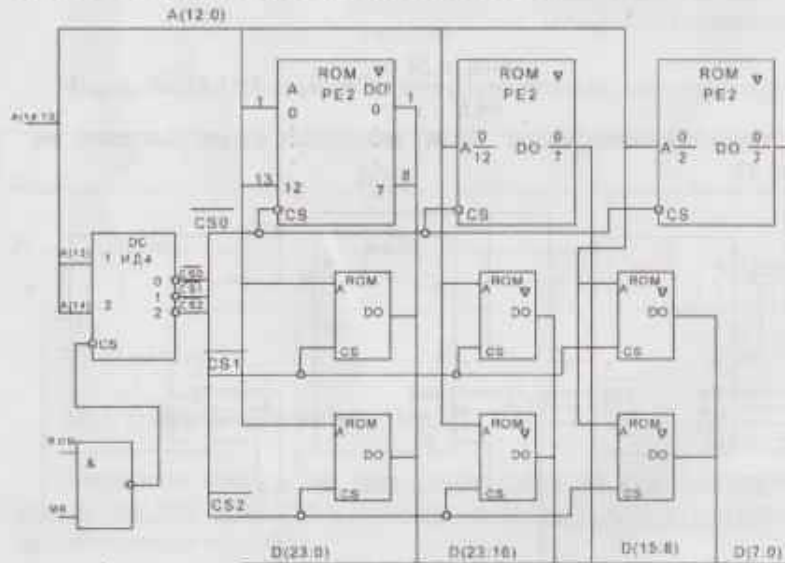 A(12:0)
ROM
PE2
A
0
DO
0
1
1
13
12
7
8
CS
ROM
PE2
A 0
12
DO 0
7
CS
ROM
PE2
A 0
2
DO 0
7
CS
CS0
DC
ИД4
A(13)
1
A(14)
2
0
1
2
CS0
CS1
CS2
CS
ROM
A
DO
CS
ROM
A
DO
CS
ROM
A
DO
CS
CS1
ROM
A
DO
CS
ROM
A
DO
CS
ROM
A
DO
CS
&
CS2
D(23:0)
D(23:16)
D(15:8)
D(7:0)